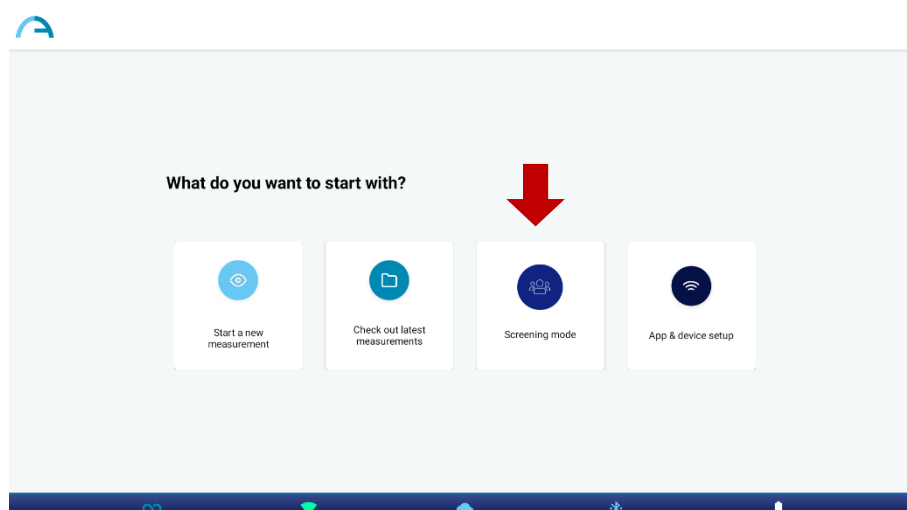 What do you want to start with?
Start a new
measurement
Check out latest
measurements
Screening mode
App & device setup